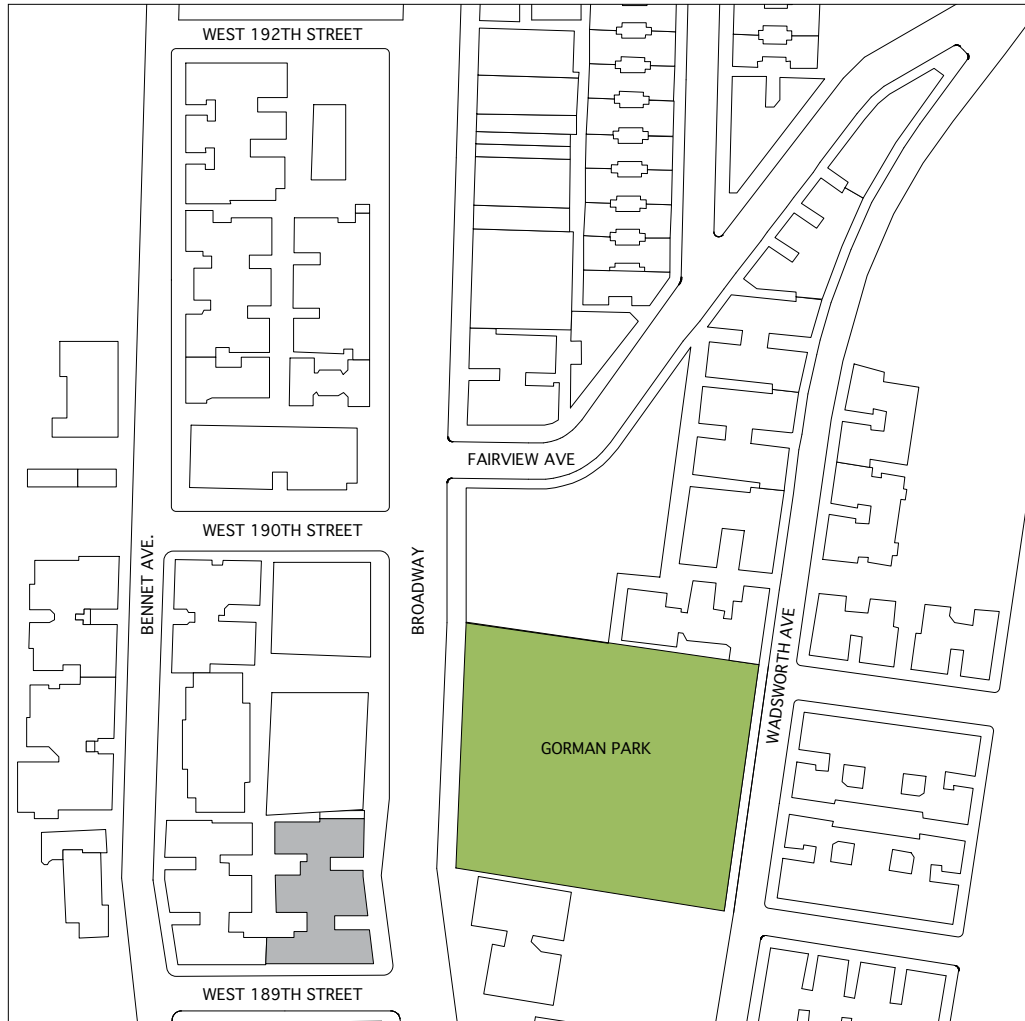 WEST 192TH STREET
FAIRVIEW AVE
WEST 190TH STREET
BENNET AVE.
BROADWAY
WADSWORTH AVE
GORMAN PARK
WEST 189TH STREET